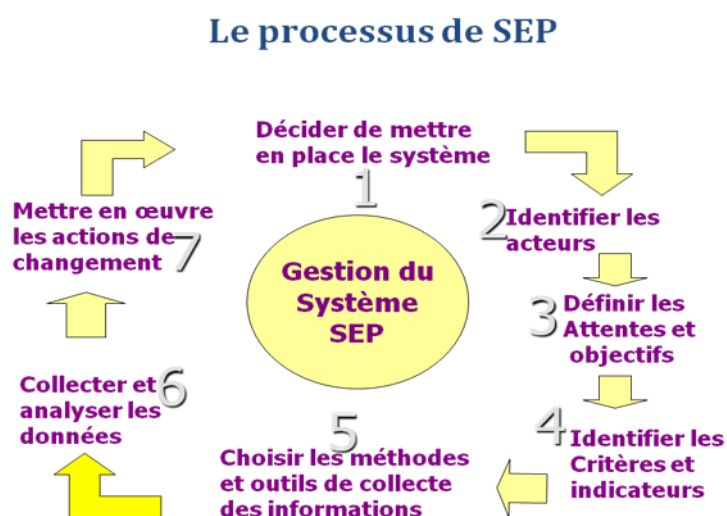 Le processus de SEP
Décider de mettre
en place le système
1
2
Identifier les
acteurs
3
Définir les
Attentes et
objectifs
4
Identifier les
Critères et
indicateurs
5
Choisir les méthodes
et outils de collecte
des informations
6
Collecter et
analyser les
données
7
Mettre en œuvre
les actions de
changement
Gestion du
Système
SEP